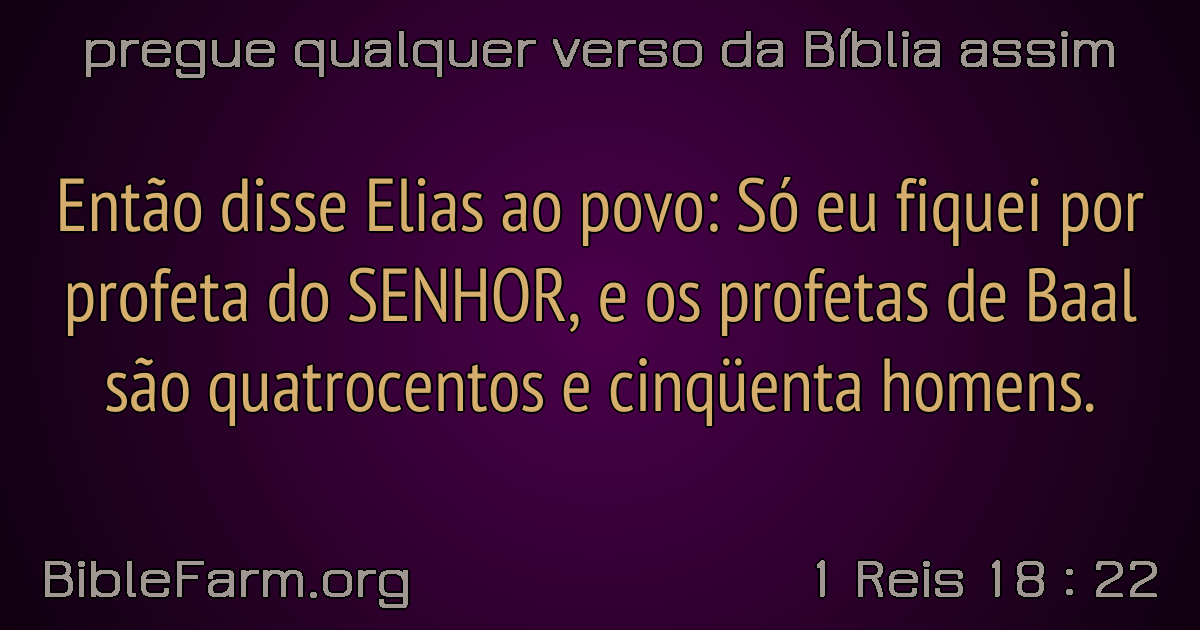 pregue qualquer verso da Bíblia assim
Então disse Elias ao povo: Só eu fiquei por
profeta do SENHOR, e os profetas de Baal
são quatrocentos e cinqüenta homens.
BibleFarm.org
1 Reis 18 : 22